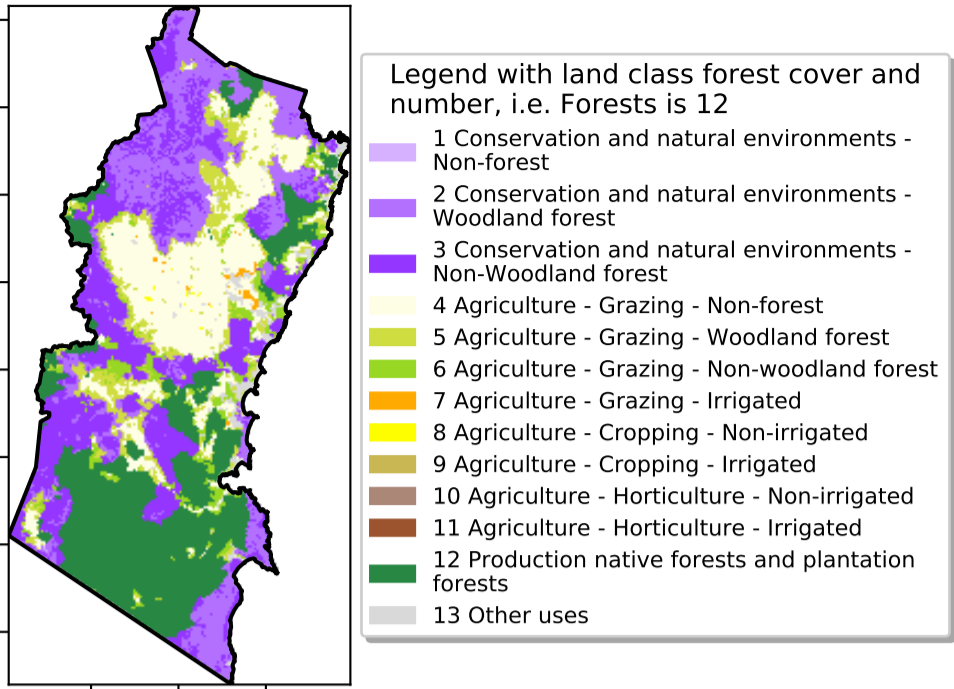 Legend with land class forest cover and
number, i.e. Forests is 12
1 Conservation and natural environments -
Non-forest
2 Conservation and natural environments -
Woodland forest
3 Conservation and natural environments -
Non-Woodland forest
4 Agriculture - Grazing - Non-forest
5 Agriculture - Grazing - Woodland forest
6 Agriculture - Grazing - Non-woodland forest
7 Agriculture - Grazing - Irrigated
8 Agriculture - Cropping - Non-irrigated
9 Agriculture - Cropping - Irrigated
10 Agriculture - Horticulture - Non-irrigated
11 Agriculture - Horticulture - Irrigated
12 Production native forests and plantation
forests
13 Other uses